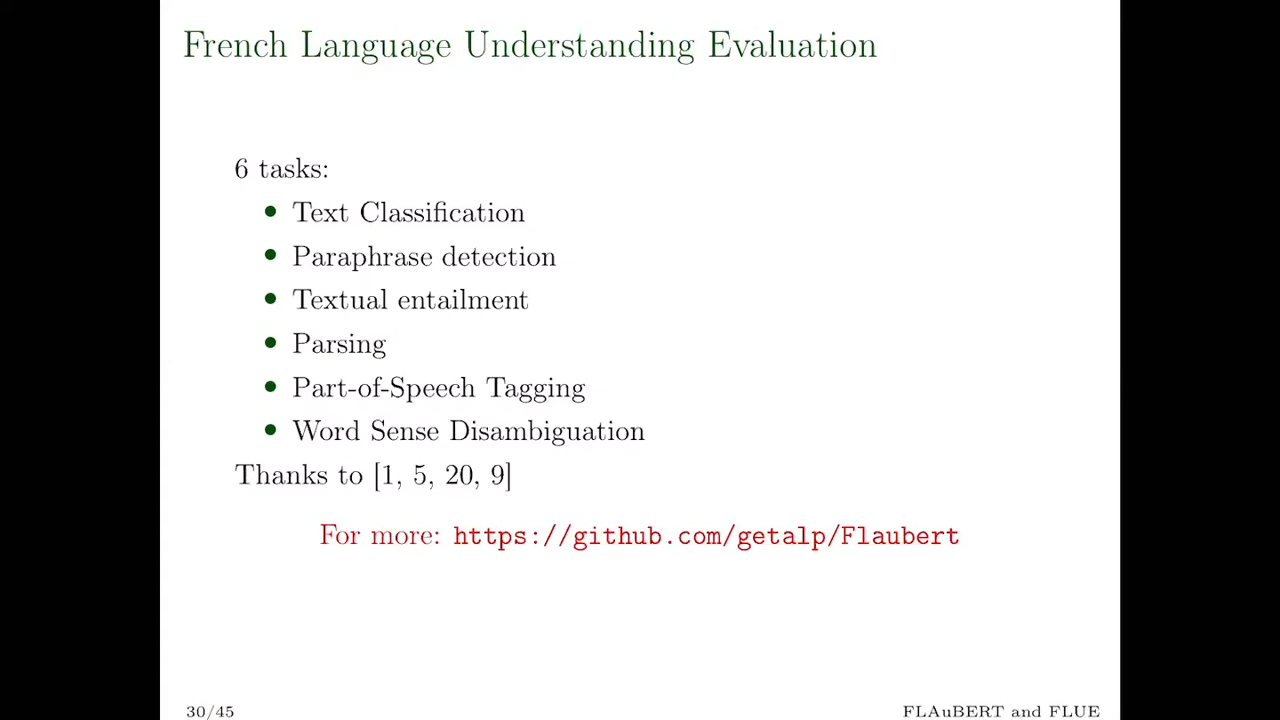 French Language Understanding Evaluation
6 tasks:
• Text Classification
• Paraphrase detection
• Textual entailment
• Parsing
• Part-of-Speech Tagging
• Word Sense Disambiguation
Thanks to [1, 5, 20, 9]
For more: https://github.com/getalp/Flaubert
30/45
FLAuBERT and FLUE